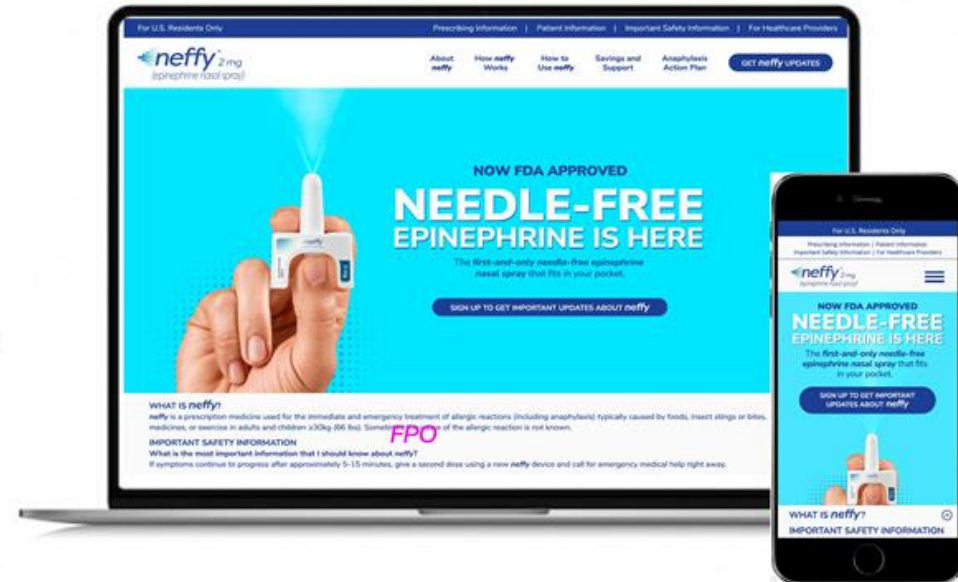 For U.S. Residents Only
Prescribing Information | Patient Information | Important Safety Information | For Healthcare Providers
neffy 2 mg
(epinephrine nasal spray)
About neffy
How neffy Works
How to Use neffy
Savings and Support
Anaphylaxis Action Plan
GET neffy UPDATES
NOW FDA APPROVED
NEEDLE-FREE
EPINEPHRINE IS HERE
The first-and-only needle-free epinephrine
nasal spray that fits in your pocket.
SIGN UP TO GET IMPORTANT UPDATES ABOUT neffy
neffy
WHAT IS neffy?
neffy is a prescription medicine used for the immediate and emergency treatment of allergic reactions (including anaphylaxis) typically caused by foods, insect stings or bites,
medicines, or exercise in adults and children ≥30kg (66 lbs). of the allergic reaction is not known.
FPO
IMPORTANT SAFETY INFORMATION
What is the most important information that I should know about neffy?
If symptoms continue to progress after approximately 5-15 minutes, give a second dose using a new neffy device and call for emergency medical help right away.
For U.S. Residents Only
Prescribing Information | Patient Information
Important Safety Information | For Healthcare Providers
neffy 2 mg
(epinephrine nasal spray)
NOW FDA APPROVED
NEEDLE-FREE
EPINEPHRINE IS HERE
The first-and-only needle-free
epinephrine nasal spray that fits
in your pocket.
SIGN UP TO GET IMPORTANT
UPDATES ABOUT neffy
WHAT IS neffy?
IMPORTANT SAFETY INFORMATION